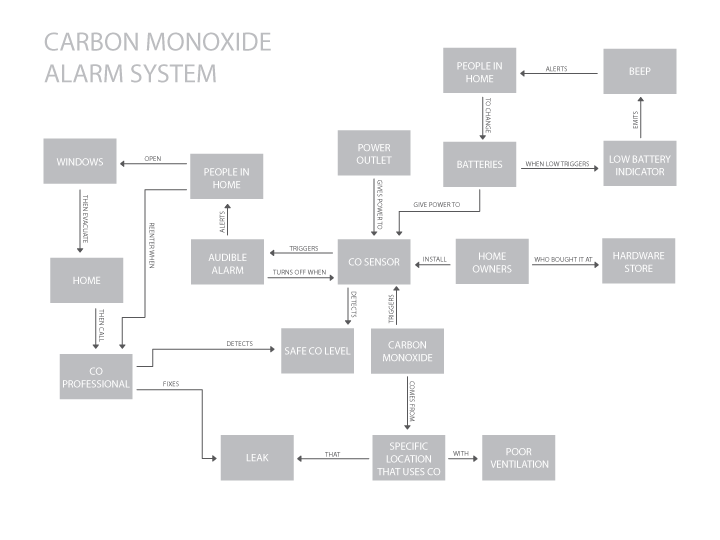 CARBON MONOXIDE
ALARM SYSTEM
PEOPLE IN
HOME
ALERTS
BEEP
TO CHANGE
EMITS
POWER
OUTLET
WINDOWS
OPEN
PEOPLE IN
HOME
BATTERIES
WHEN LOW TRIGGERS
LOW BATTERY
INDICATOR
THEN EVACUATE
REENTER WHEN
ALERTS
GIVES POWER TO
GIVE POWER TO
HOME
AUDIBLE
ALARM
TRIGGERS
TURNS OFF WHEN
CO SENSOR
INSTALL
HOME
OWNERS
WHO BOUGHT IT AT
HARDWARE
STORE
THEN CALL
DETECTS
TRIGGERS
CO
PROFESSIONAL
DETECTS
SAFE CO LEVEL
CARBON
MONOXIDE
FIXES
COMES FROM
LEAK
THAT
SPECIFIC
LOCATION
THAT USES CO
WITH
POOR
VENTILATION